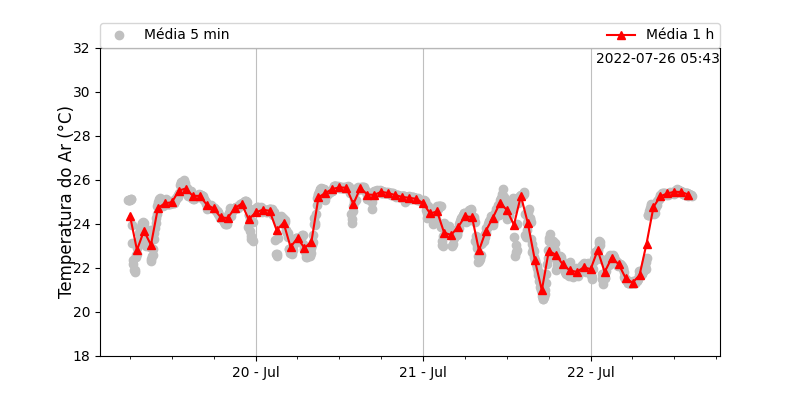 Média 5 min
Média 1 h
2022-07-26 05:43
Temperatura do Ar (°C)
32
30
28
26
24
22
20
18
20 - Jul
21 - Jul
22 - Jul